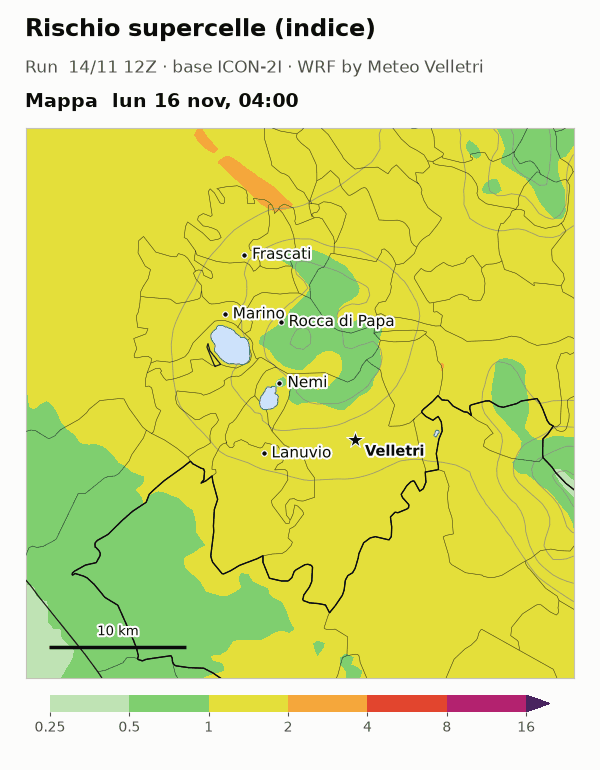 Rischio supercelle (indice)
Run  14/11 12Z · base ICON-2I · WRF by Meteo Velletri
Mappa  lun 16 nov, 04:00
Frascati
Marino
Rocca di Papa
Nemi
Velletri
Lanuvio
10 km
0.25 0.5 1 2 4 8 16